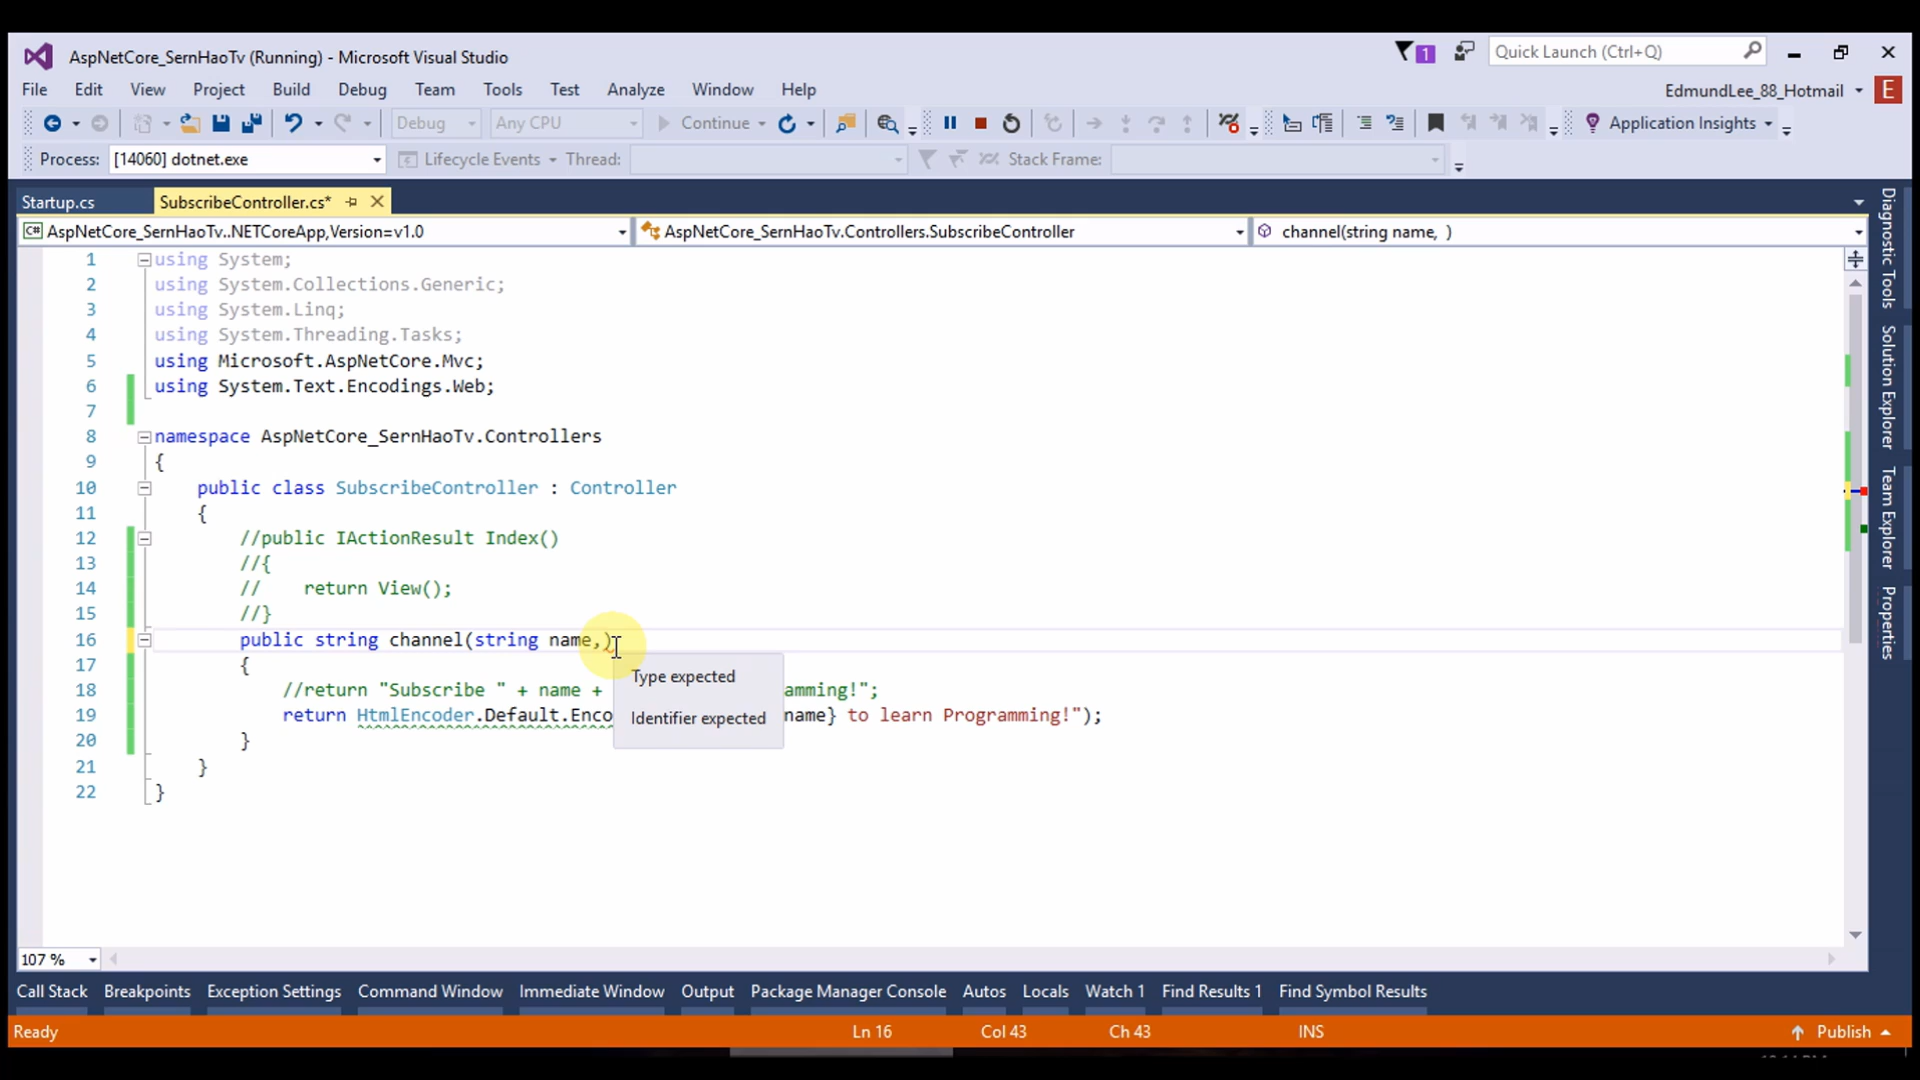 AspNetCore_SernHaoTv (Running) - Microsoft Visual Studio
1
Quick Launch (Ctrl+Q)
File Edit View Project Build Debug Team Tools Test Analyze Window Help
EdmundLee_88_Hotmail E
Debug Any CPU Continue Application Insights
Process: [14060] dotnet.exe Lifecycle Events Thread: Stack Frame:
Startup.cs SubscribeController.cs*
C# AspNetCore_SernHaoTv..NETCoreApp,Version=v1.0 AspNetCore_SernHaoTv.Controllers.SubscribeController channel(string name, )
1 using System;
2 using System.Collections.Generic;
3 using System.Linq;
4 using System.Threading.Tasks;
5 using Microsoft.AspNetCore.Mvc;
6 using System.Text.Encodings.Web;
7
8 namespace AspNetCore_SernHaoTv.Controllers
9 {
10 public class SubscribeController : Controller
11 {
12 //public IActionResult Index()
13 //{
14 // return View();
15 //}
16 public string channel(string name,)
17 {
18 //return "Subscribe " + name + amming!";
19 return HtmlEncoder.Default.Enco name} to learn Programming!");
20 }
21 }
22 }
Type expected
Identifier expected
Diagnostic Tools
Solution Explorer
Team Explorer
Properties
107 %
Call Stack Breakpoints Exception Settings Command Window Immediate Window Output Package Manager Console Autos Locals Watch 1 Find Results 1 Find Symbol Results
Ready Ln 16 Col 43 Ch 43 INS Publish